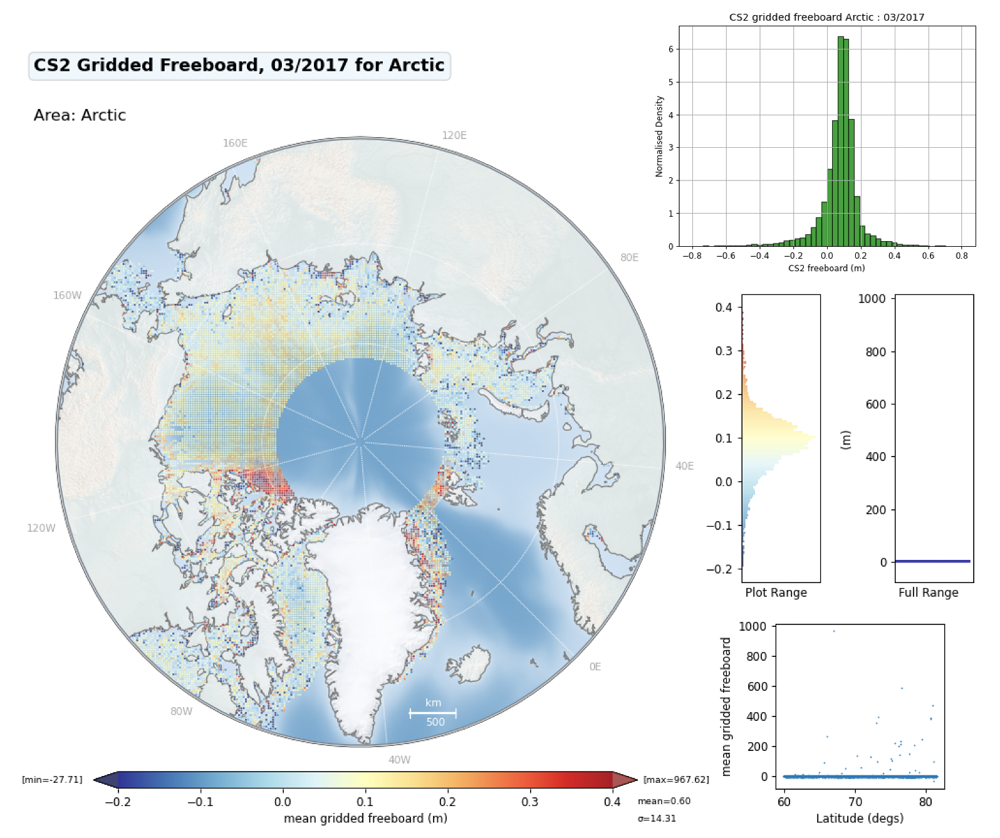 CS2 Gridded Freeboard, 03/2017 for Arctic
Area: Arctic
160E
120E
80E
160W
40E
120W
0E
80W
40W
km
500
[min=-27.71]
[max=967.62]
−0.2
−0.1
0.0
0.1
0.2
0.3
0.4
mean=0.60
mean gridded freeboard (m)
σ=14.31
CS2 gridded freeboard Arctic : 03/2017
Normalised Density
6
5
4
3
2
1
0
−0.8
−0.6
−0.4
−0.2
0.0
0.2
0.4
0.6
0.8
CS2 freeboard (m)
0.4
0.3
0.2
0.1
0.0
−0.1
−0.2
Plot Range
(m)
1000
800
600
400
200
0
Full Range
mean gridded freeboard
1000
800
600
400
200
0
60
70
80
Latitude (degs)